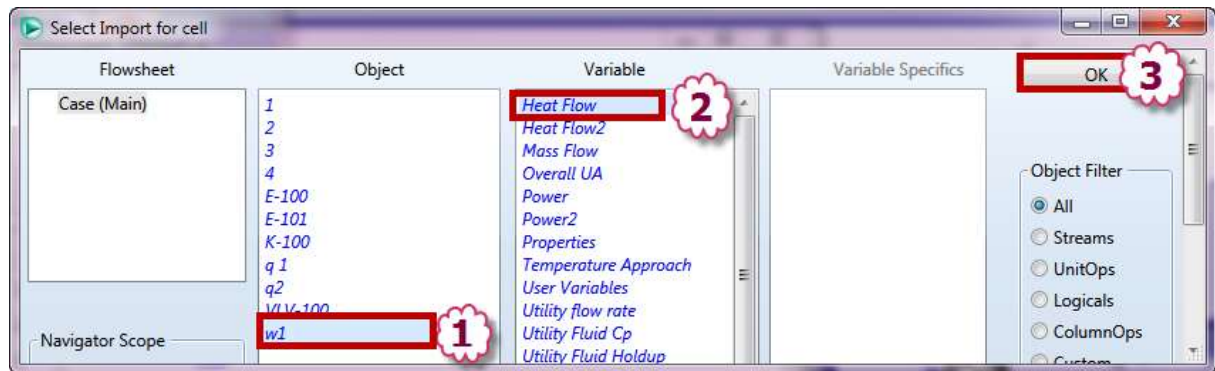 Select Import for cell
Flowsheet
Object
Variable
Variable Specifics
OK
3
Case (Main)
1
2
3
4
E-100
E-101
K-100
q 1
q2
VLV-100
w1
1
Heat Flow
2
Heat Flow2
Mass Flow
Overall UA
Power
Power2
Properties
Temperature Approach
User Variables
Utility flow rate
Utility Fluid Cp
Utility Fluid Holdup
Object Filter
All
Streams
UnitOps
Logicals
ColumnOps
Custom
Navigator Scope